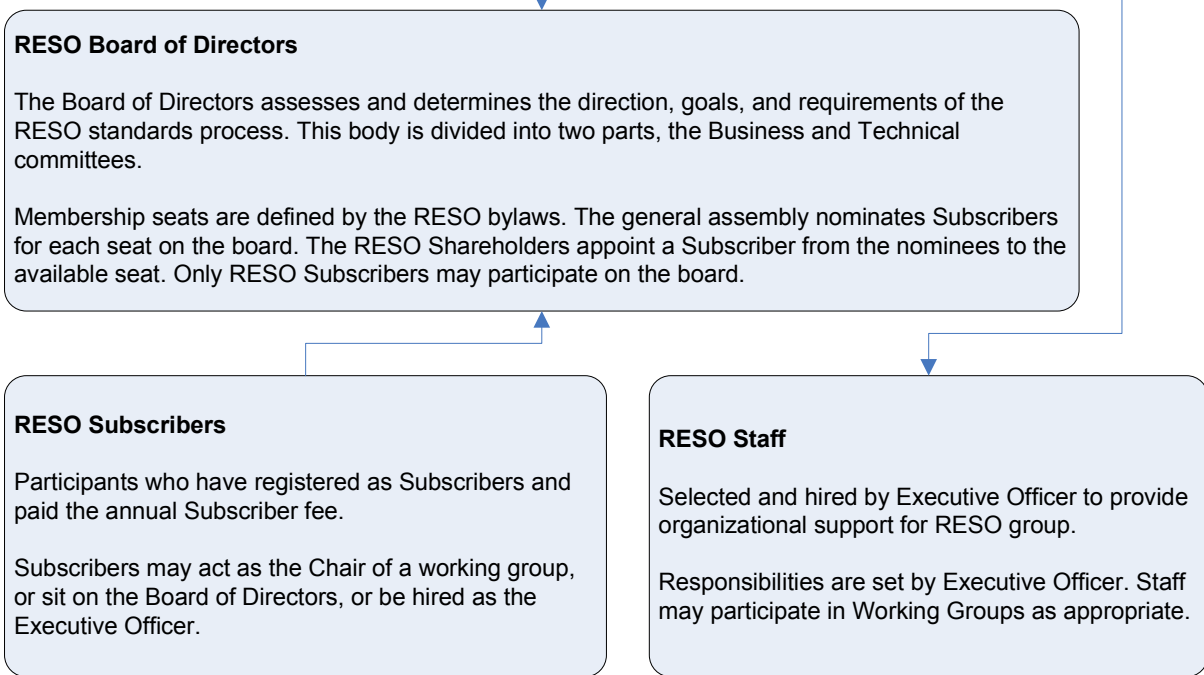 RESO Board of Directors
The Board of Directors assesses and determines the direction, goals, and requirements of the
RESO standards process. This body is divided into two parts, the Business and Technical
committees.
Membership seats are defined by the RESO bylaws. The general assembly nominates Subscribers
for each seat on the board. The RESO Shareholders appoint a Subscriber from the nominees to the
available seat. Only RESO Subscribers may participate on the board.
RESO Subscribers
Participants who have registered as Subscribers and
paid the annual Subscriber fee.
Subscribers may act as the Chair of a working group,
or sit on the Board of Directors, or be hired as the
Executive Officer.
RESO Staff
Selected and hired by Executive Officer to provide
organizational support for RESO group.
Responsibilities are set by Executive Officer. Staff
may participate in Working Groups as appropriate.